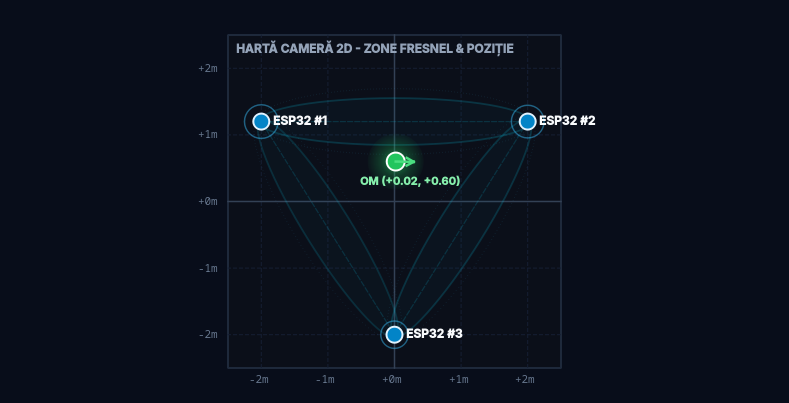 HARTĂ CAMERĂ 2D - ZONE FRESNEL & POZIȚIE
+2m
ESP32 #1
ESP32 #2
+1m
OM (+0.02, +0.60)
+0m
-1m
-2m
ESP32 #3
-2m
-1m
+0m
+1m
+2m